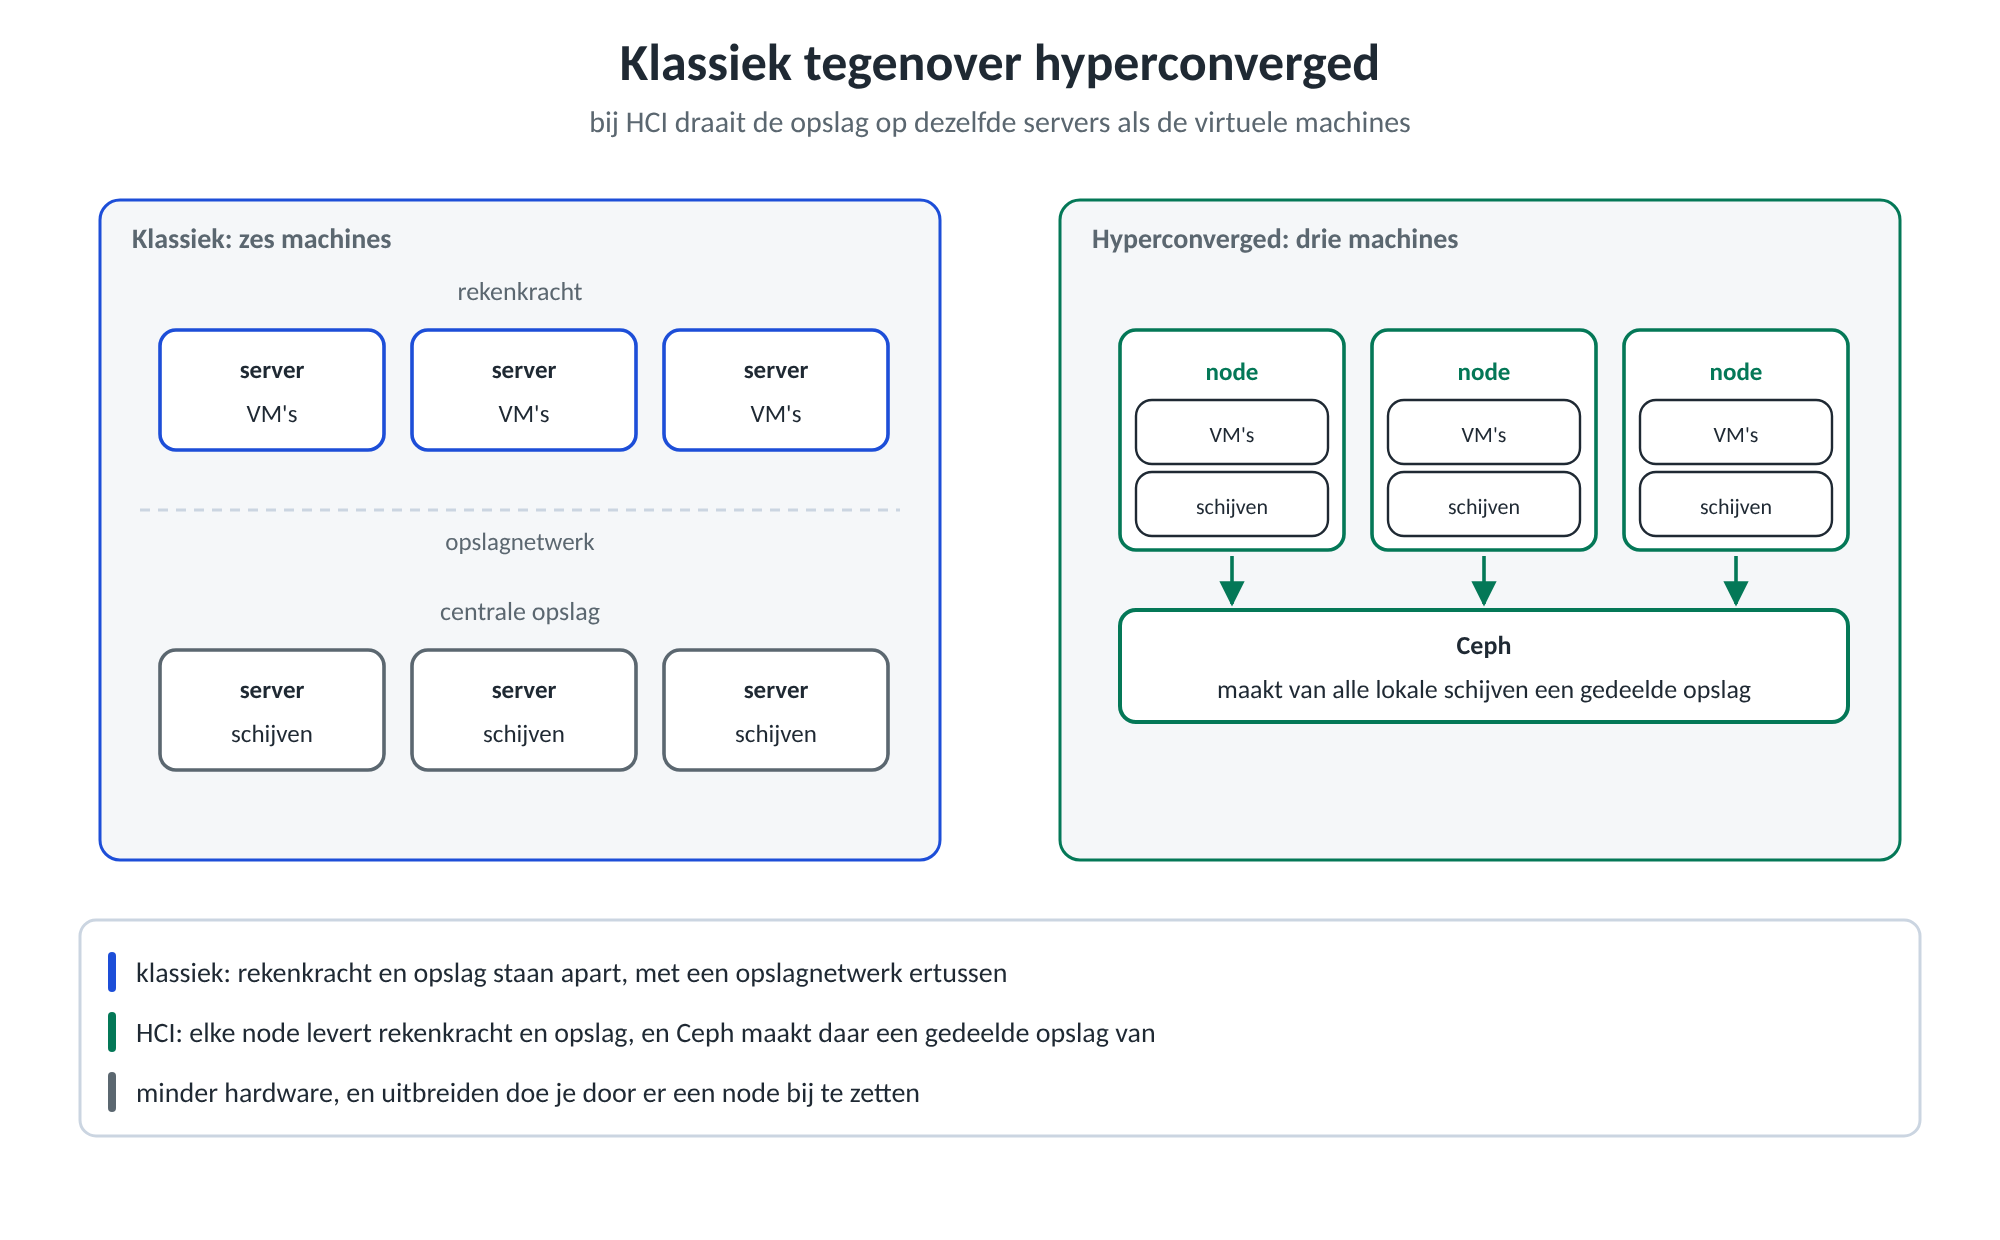 Klassiek tegenover hyperconverged
bij HCI draait de opslag op dezelfde servers als de virtuele machines
Klassiek: zes machines
rekenkracht
server
VM's
server
VM's
server
VM's
opslagnetwerk
centrale opslag
server
schijven
server
schijven
server
schijven
Hyperconverged: drie machines
node
VM's
schijven
node
VM's
schijven
node
VM's
schijven
Ceph
maakt van alle lokale schijven een gedeelde opslag
klassiek: rekenkracht en opslag staan apart, met een opslagnetwerk ertussen
HCI: elke node levert rekenkracht en opslag, en Ceph maakt daar een gedeelde opslag van
minder hardware, en uitbreiden doe je door er een node bij te zetten